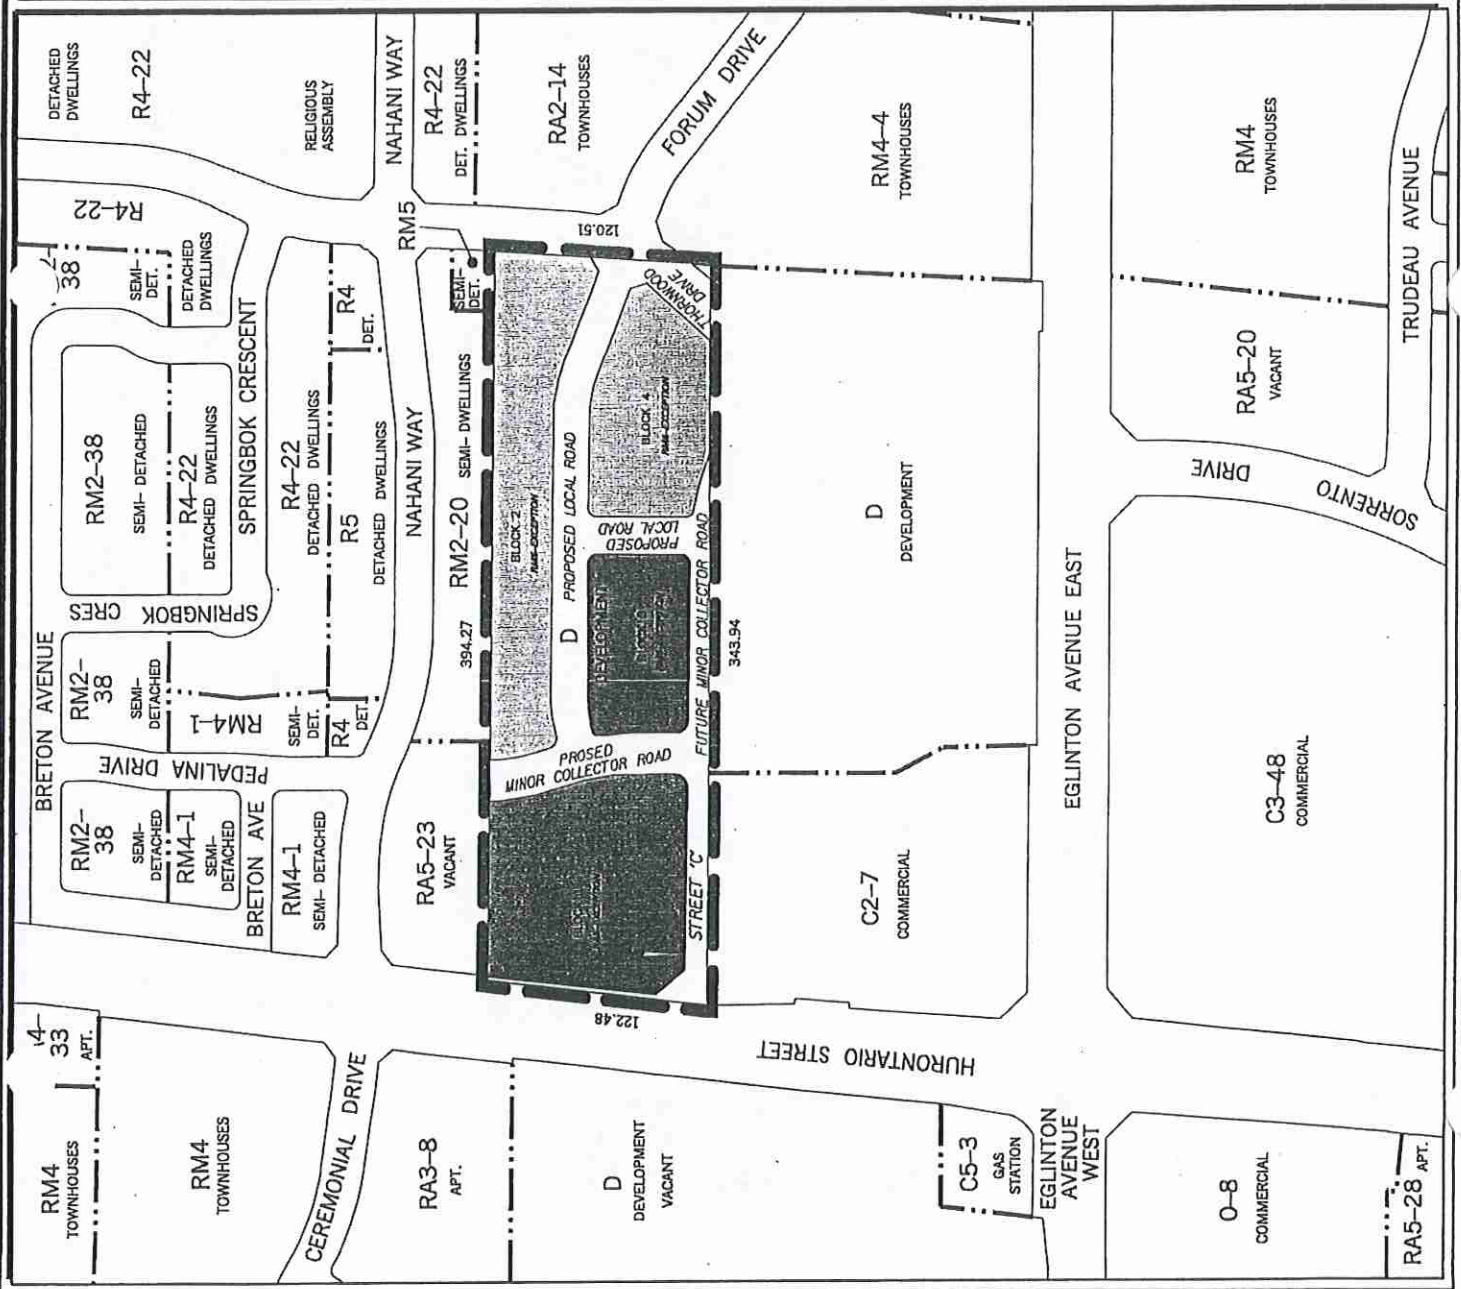 DETACHED
DWELLINGS
R4-22
RELIGIOUS
ASSEMBLY
NAHANI WAY
R4-22
DET. DWELLINGS
RA2-14
TOWNHOUSES
FORUM DRIVE
RM4-4
TOWNHOUSES
RM4
TOWNHOUSES
TRUDEAU AVENUE
R4-22
38
SEMI-
DET.
DETACHED
DWELLINGS
RM5
SEMI-
DET.
120.51
THORNWOOD
DRIVE
SPRINGBOK CRESCENT
R4
DET.
RM2-38
SEMI- DETACHED
R4-22
DETACHED DWELLINGS
R4-22
DETACHED DWELLINGS
R5
DETACHED DWELLINGS
NAHANI WAY
RM2-20
SEMI- DWELLINGS
BLOCK 2
RM5-EXCEPTION
PROPOSED LOCAL ROAD
BLOCK 4
RM5-EXCEPTION
PROPOSED
LOCAL ROAD
FUTURE MINOR COLLECTOR ROAD
D
DEVELOPMENT
D
DEVELOPMENT
RA5-20
VACANT
SORRENTO DRIVE
BRETON AVENUE
SPRINGBOK CRES
RM2-
38
SEMI-
DETACHED
RM4-1
SEMI-
DET.
R4
DET.
394.27
343.94
EGLINTON AVENUE EAST
PEDALINA DRIVE
PROSED
MINOR COLLECTOR ROAD
RM2-
38
SEMI-
DETACHED
RM4-1
SEMI-
DETACHED
BRETON AVE
RM4-1
SEMI- DETACHED
RA5-23
VACANT
STREET 'C'
C2-7
COMMERCIAL
C3-48
COMMERCIAL
122.48
HURONTARIO STREET
33
APT.
RM4
TOWNHOUSES
RM4
TOWNHOUSES
CEREMONIAL DRIVE
RA3-8
APT.
D
DEVELOPMENT
VACANT
C5-3
GAS
STATION
EGLINTON
AVENUE
WEST
O-8
COMMERCIAL
RA5-28 APT.